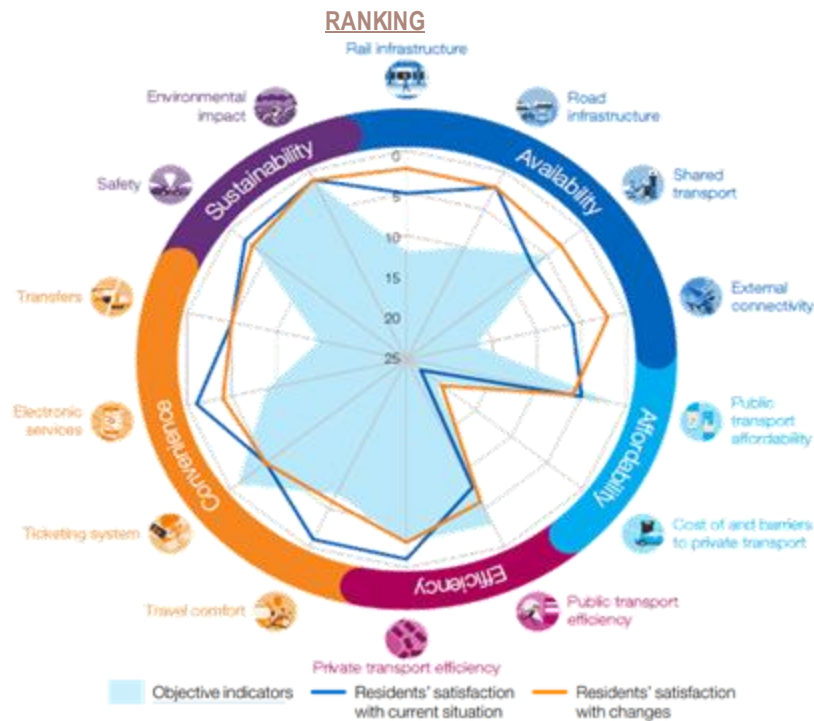 RANKING
Rail infrastructure
Environmental
impact
Road
infrastructure
Sustainability
Availability
Safety
Shared
transport
0
5
10
15
20
25
Transfers
External
connectivity
Electronic
services
Public
transport
affordability
Convenience
Affordability
Ticketing system
Cost of and barriers
to private transport
Efficiency
Travel comfort
Public transport
efficiency
Private transport efficiency
Objective indicators
Residents' satisfaction
with current situation
Residents' satisfaction
with changes